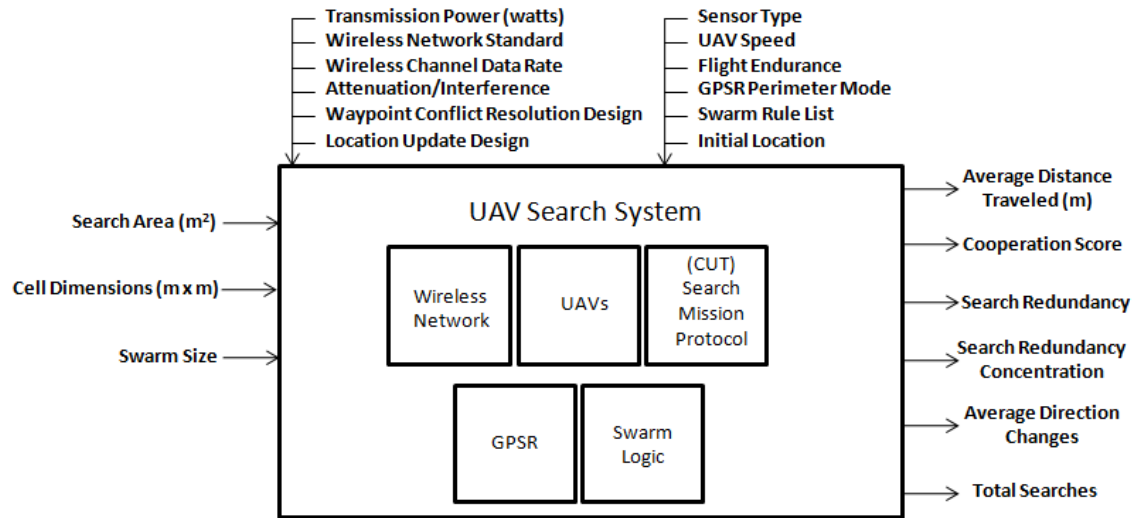 Transmission Power (watts)
Wireless Network Standard
Wireless Channel Data Rate
Attenuation/Interference
Waypoint Conflict Resolution Design
Location Update Design
Sensor Type
UAV Speed
Flight Endurance
GPSR Perimeter Mode
Swarm Rule List
Initial Location
Search Area (m²)
Cell Dimensions (m x m)
Swarm Size
UAV Search System
Wireless
Network
UAVs
(CUT)
Search
Mission
Protocol
GPSR
Swarm
Logic
Average Distance
Traveled (m)
Cooperation Score
Search Redundancy
Search Redundancy
Concentration
Average Direction
Changes
Total Searches